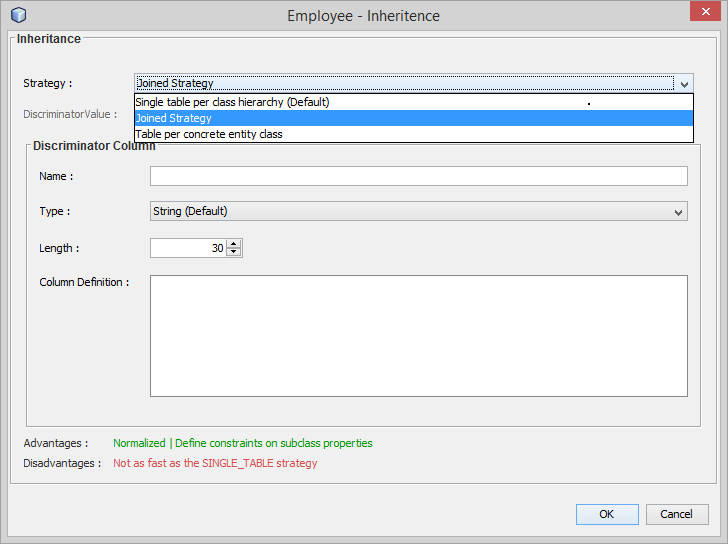 Employee - Inheritence
Inheritance
Strategy :
Joined Strategy
Single table per class hierarchy (Default)
Joined Strategy
Table per concrete entity class
DiscriminatorValue :
Discriminator Column
Name :
Type :
String (Default)
Length :
30
Column Definition :
Advantages : Normalized | Define constraints on subclass properties
Disadvantages : Not as fast as the SINGLE_TABLE strategy
OK
Cancel